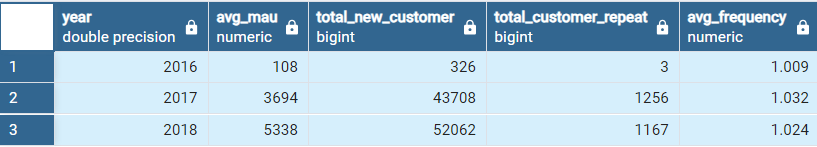 year avg_mau total_new_customer total_customer_repeat avg_frequency
double precision numeric bigint bigint numeric
1 2016 108 326 3 1.009
2 2017 3694 43708 1256 1.032
3 2018 5338 52062 1167 1.024